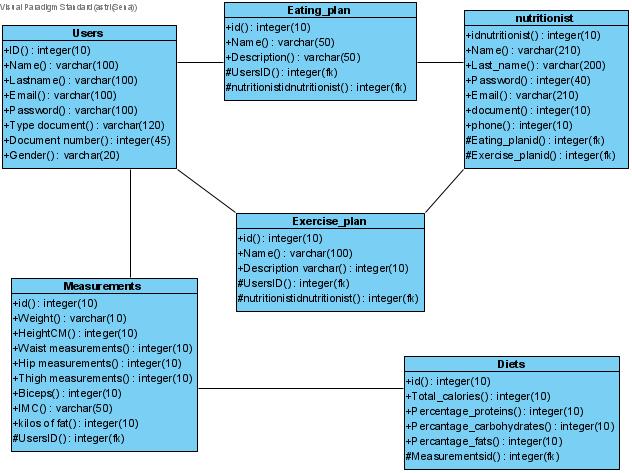 Visual Paradigm Standard(astri(Sena))
Users
+ID() : integer(10)
+Name() : varchar(100)
+Lastname() : varchar(100)
+Email() : varchar(100)
+Password() : varchar(100)
+Type document() : varchar(120)
+Document number() : integer(45)
+Gender() : varchar(20)
Eating_plan
+id() : integer(10)
+Name() : varchar(50)
+Description() : varchar(50)
#UsersID() : integer(fk)
#nutritionistidnutritionist() : integer(fk)
nutritionist
+idnutritionist() : integer(10)
+Name() : varchar(210)
+Last_name() : varchar(200)
+Password() : integer(40)
+Email() : varchar(210)
+document() : integer(10)
+phone() : integer(10)
#Eating_planid() : integer(fk)
#Exercise_planid() : integer(fk)
Exercise_plan
+id() : integer(10)
+Name() : varchar(100)
+Description varchar() : integer(10)
#UsersID() : integer(fk)
#nutritionistidnutritionist() : integer(fk)
Measurements
+id() : integer(10)
+Weight() : varchar(10)
+HeightCM() : integer(10)
+Waist measurements() : integer(10)
+Hip measurements() : integer(10)
+Thigh measurements() : integer(10)
+Biceps() : integer(10)
+IMC() : varchar(50)
+kilos of fat() : integer(10)
#UsersID() : integer(fk)
Diets
+id() : integer(10)
+Total_calories() : integer(10)
+Percentage_proteins() : integer(10)
+Percentage_carbohydrates() : integer(10)
+Percentage_fats() : integer(10)
#Measurementsid() : integer(fk)